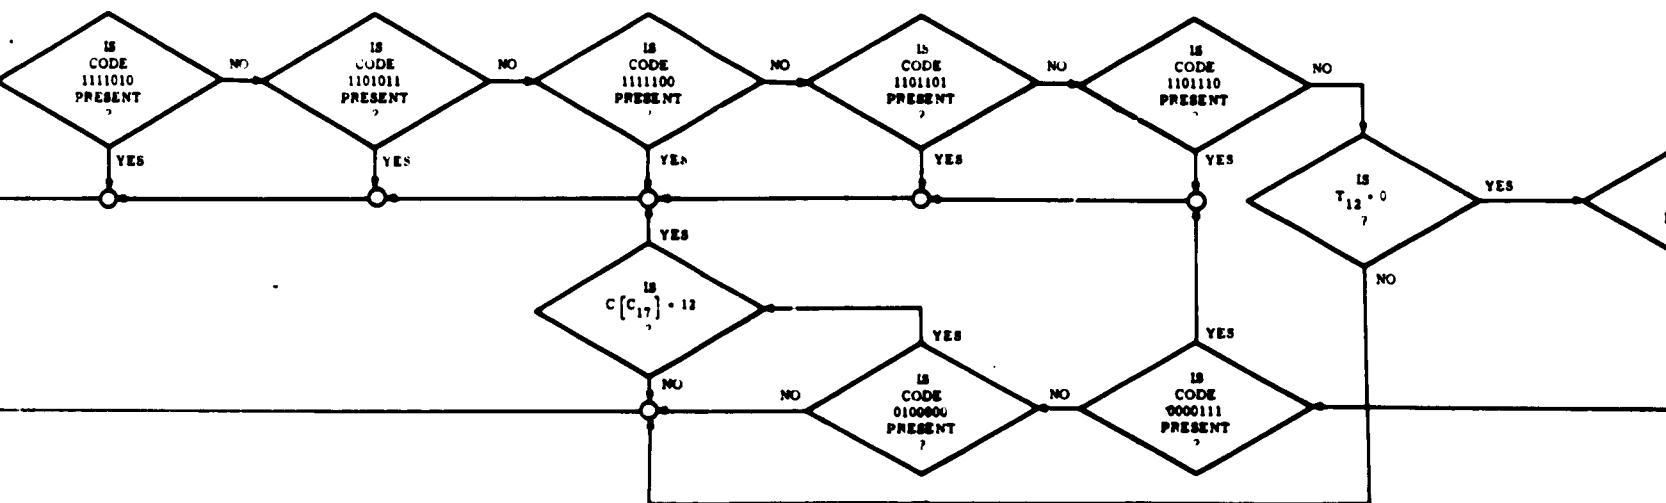 IS
CODE
1111010
PRESENT
?
NO
YES
IS
CODE
1101011
PRESENT
?
NO
YES
IS
CODE
1111100
PRESENT
?
NO
YES
IS
CODE
1101101
PRESENT
?
NO
YES
IS
CODE
1101110
PRESENT
?
NO
YES
IS
T12 = 0
?
YES
NO
YES
IS
C[C17] = 12
?
NO
YES
IS
CODE
PRESENT
?
NO
YES
IS
CODE
0000111
PRESENT
?
NO